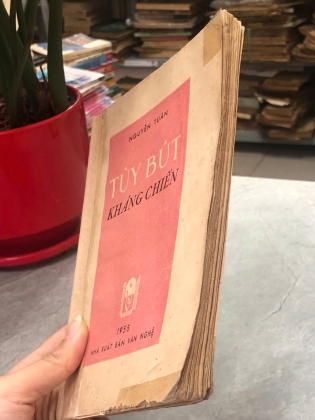 NGUYỄN TUÂN
TÙY BÚT
KHÁNG CHIẾN
1955
NHÀ XUẤT BẢN VĂN NGHỆ